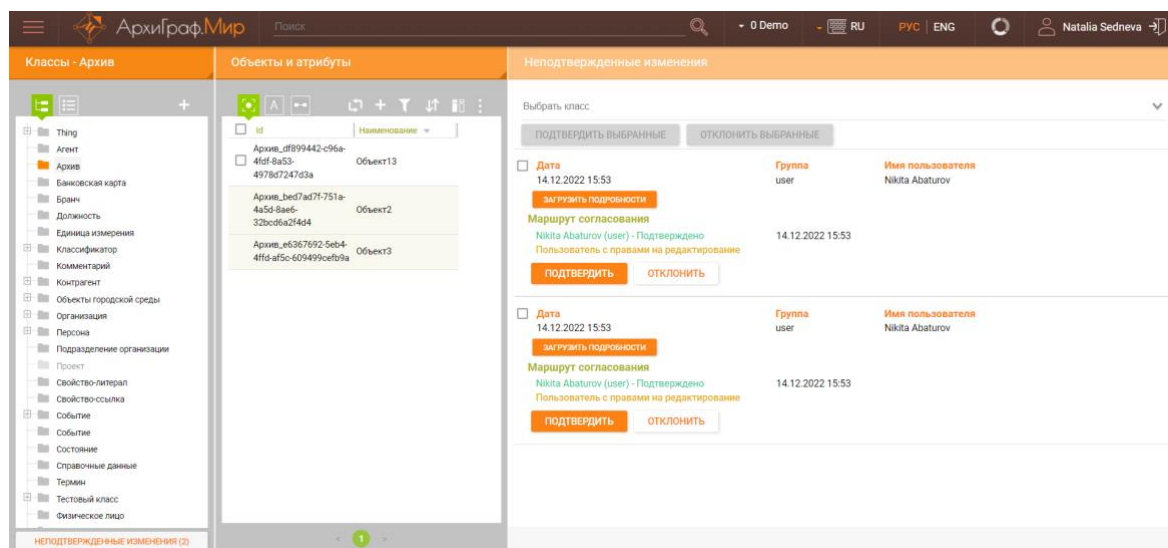 АрхиГраф.Мир
Поиск
0 Demo
RU
РУС | ENG
Natalia Sedneva
Классы - Архив
Thing
Агент
Архив
Банковская карта
Бранч
Должность
Единица измерения
Классификатор
Комментарий
Контрагент
Объекты городской среды
Организация
Персона
Подразделение организации
Проект
Свойство-литерал
Свойство-ссылка
Событие
Событие
Состояние
Справочные данные
Термин
Тестовый класс
Физическое лицо
НЕПОДТВЕРЖДЕННЫЕ ИЗМЕНЕНИЯ (2)
Объекты и атрибуты
A
Id Наименование
Архив_df899442-c96a-
4fdf-8a53-
4978d7247d3a
Объект13
Архив_bed7ad7f-751a-
4a5d-8ae6-
32bcd6a2f4d4
Объект2
Архив_e6367692-5eb4-
4ffd-af5c-609499cefb9a
Объект3
1
Неподтвержденные изменения
Выбрать класс
ПОДТВЕРДИТЬ ВЫБРАННЫЕ ОТКЛОНИТЬ ВЫБРАННЫЕ
Дата Группа Имя пользователя
14.12.2022 15:53 user Nikita Abaturov
ЗАГРУЗИТЬ ПОДРОБНОСТИ
Маршрут согласования
Nikita Abaturov (user) - Подтверждено 14.12.2022 15:53
Пользователь с правами на редактирование
ПОДТВЕРДИТЬ ОТКЛОНИТЬ
Дата Группа Имя пользователя
14.12.2022 15:53 user Nikita Abaturov
ЗАГРУЗИТЬ ПОДРОБНОСТИ
Маршрут согласования
Nikita Abaturov (user) - Подтверждено 14.12.2022 15:53
Пользователь с правами на редактирование
ПОДТВЕРДИТЬ ОТКЛОНИТЬ